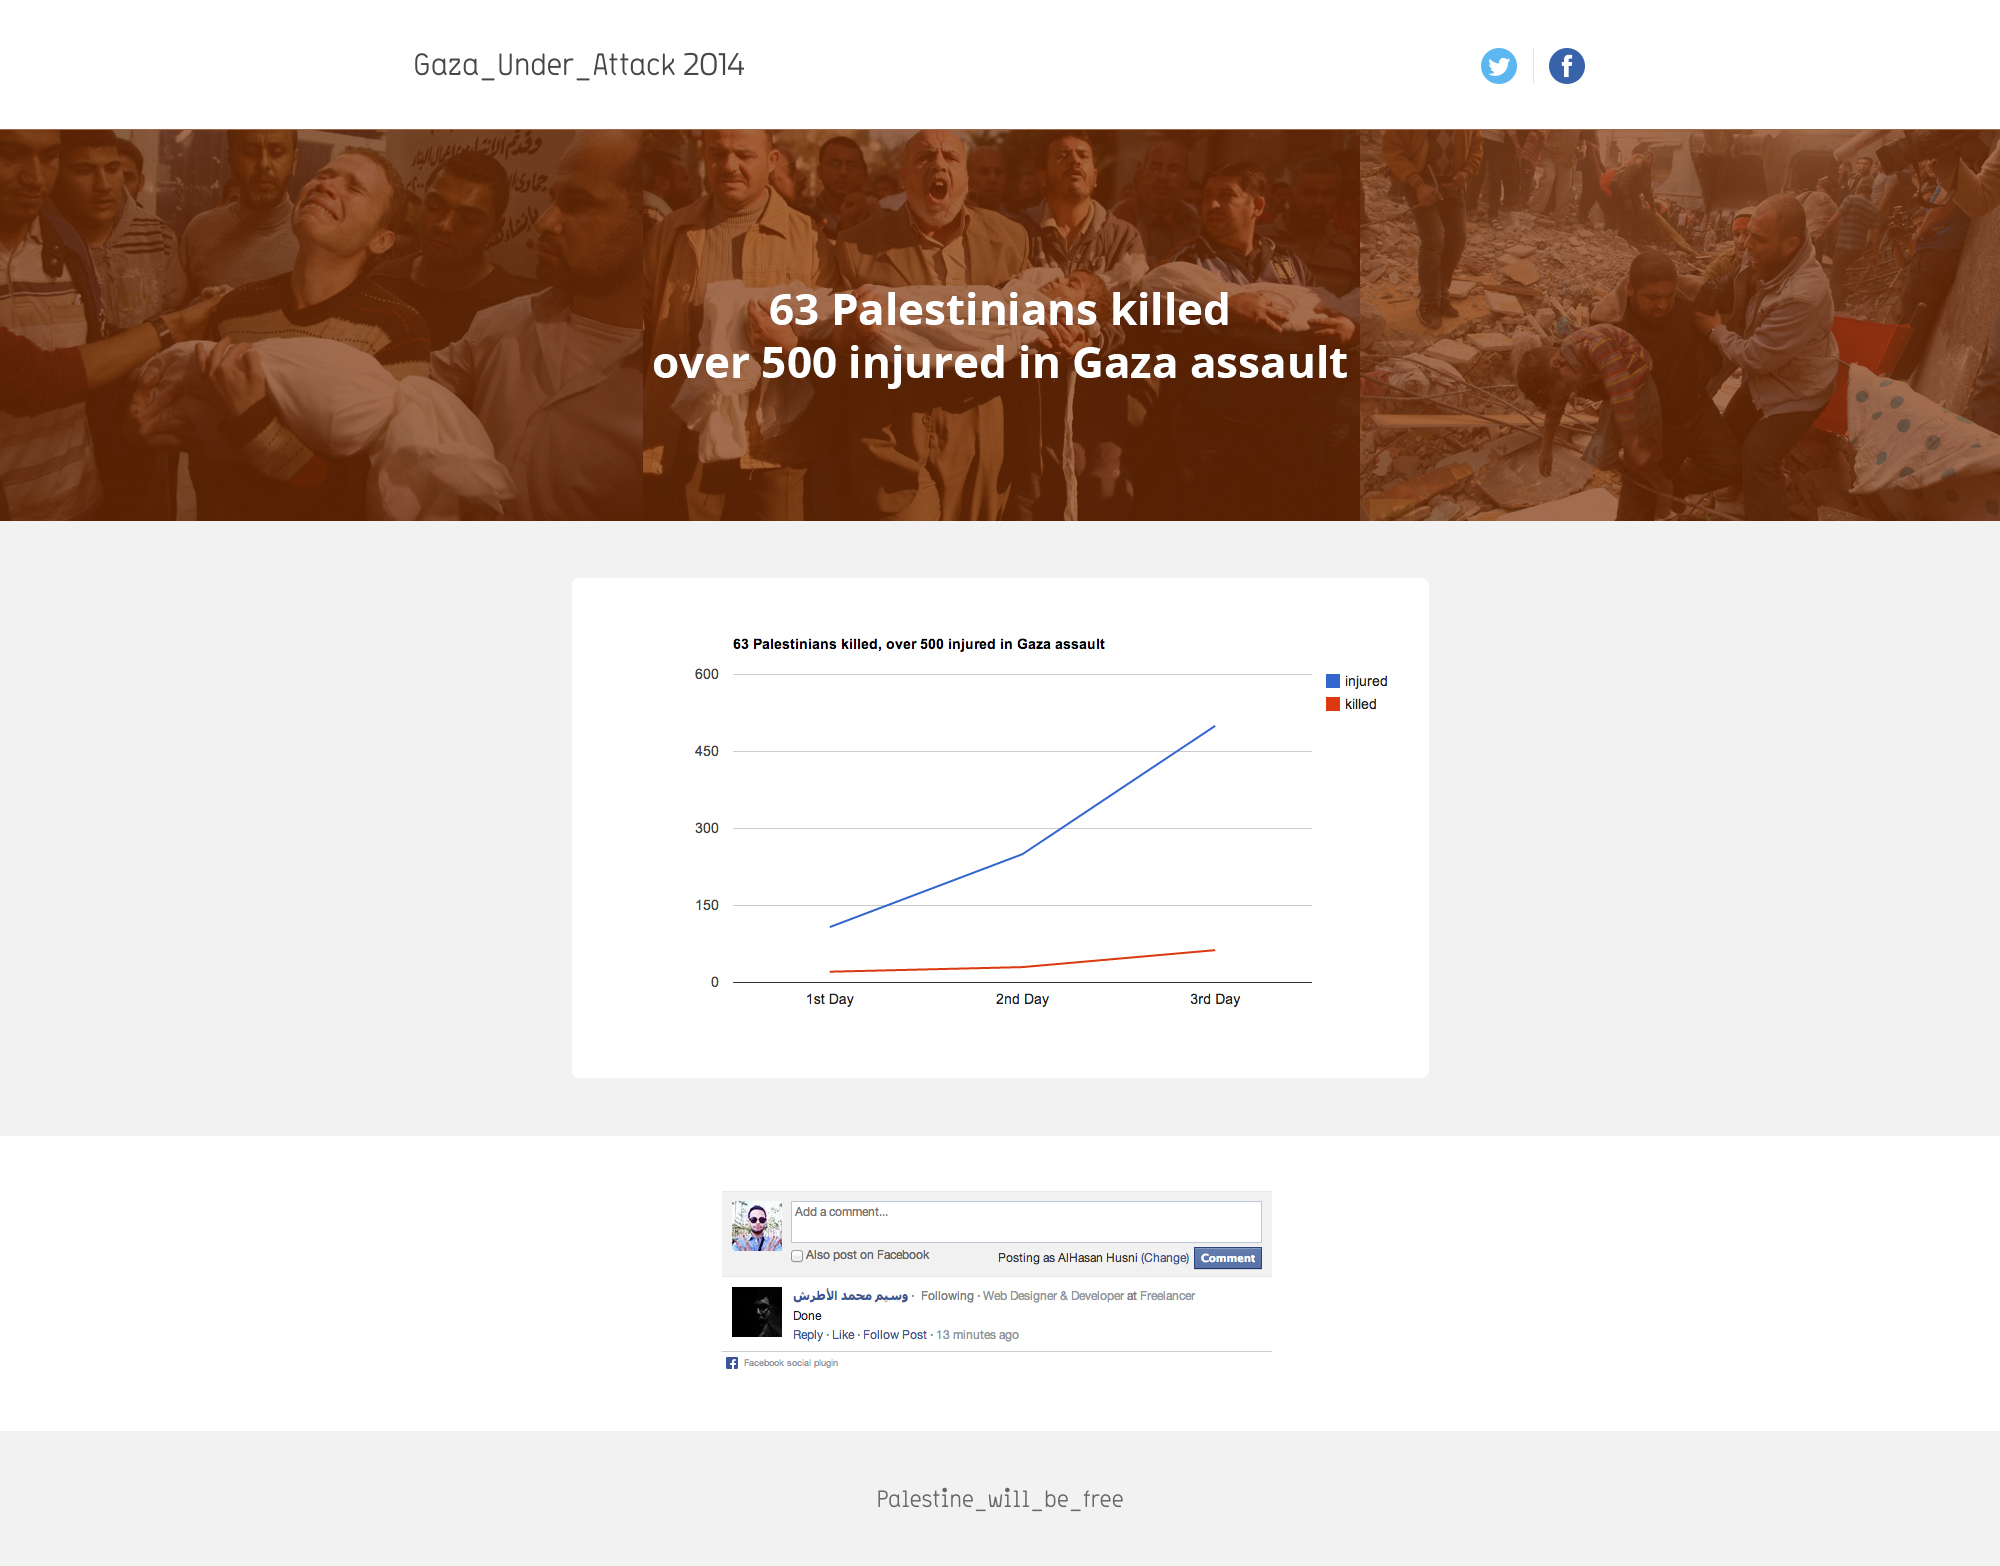 Gaza_Under_Attack 2014
63 Palestinians killed
over 500 injured in Gaza assault
63 Palestinians killed, over 500 injured in Gaza assault
600
450
300
150
0
injured
killed
1st Day
2nd Day
3rd Day
Add a comment...
Also post on Facebook
Posting as AlHasan Husni (Change)
Comment
وسيم محمد الأطرش · Following · Web Designer & Developer at Freelancer
Done
Reply · Like · Follow Post · 13 minutes ago
Facebook social plugin
Palestine_will_be_free